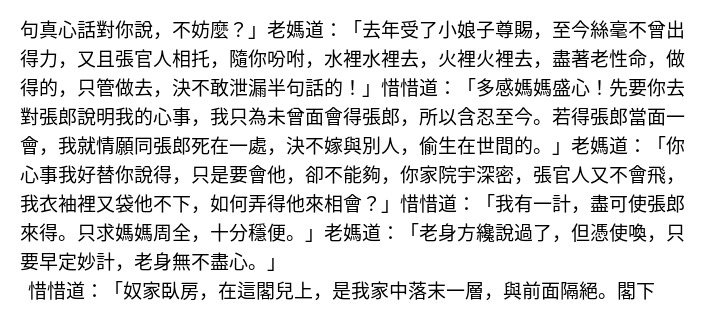 句真心話對你說，不妨麼？」老媽道：「去年受了小娘子尊賜，至今絲毫不曾出
得力，又且張官人相托，隨你吩咐，水裡水裡去，火裡火裡去，盡著老性命，做
得的，只管做去，決不敢泄漏半句話的！」惜惜道：「多感媽媽盛心！先要你去
對張郎說明我的心事，我只為未曾面會得張郎，所以含忍至今。若得張郎當面一
會，我就情願同張郎死在一處，決不嫁與別人，偷生在世間的。」老媽道：「你
心事我好替你說得，只是要會他，卻不能夠，你家院宇深密，張官人又不會飛，
我衣袖裡又袋他不下，如何弄得他來相會？」惜惜道：「我有一計，盡可使張郎
來得。只求媽媽周全，十分穩便。」老媽道：「老身方纔說過了，但憑使喚，只
要早定妙計，老身無不盡心。」
惜惜道：「奴家臥房，在這閣兒上，是我家中落末一層，與前面隔絕。閣下